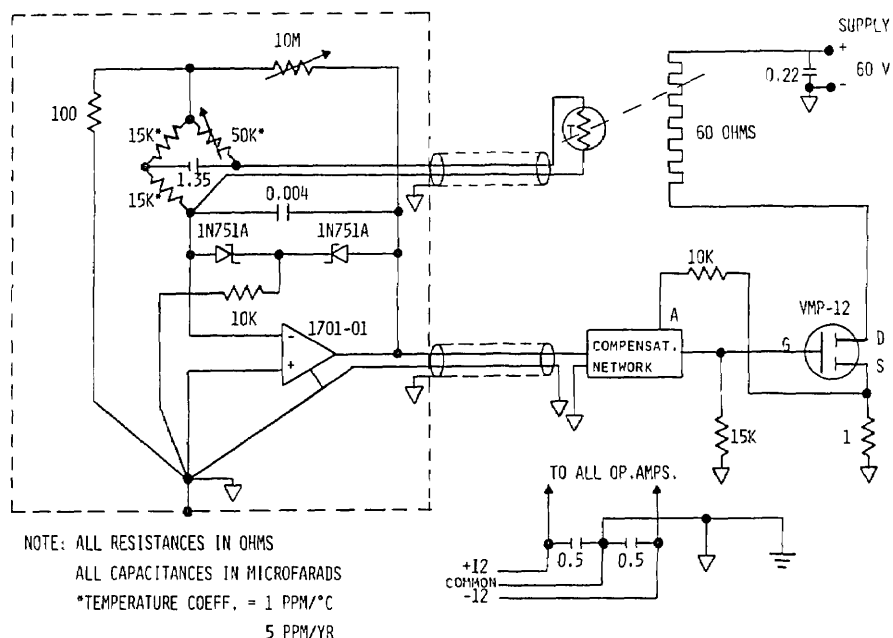 10M
SUPPLY
+
60 V
-
0.22
100
15K*
50K*
T
60 OHMS
1.35
15K*
0.004
1N751A
1N751A
10K
10K
A
VMP-12
1701-01
-
+
COMPENSAT.
NETWORK
G
D
S
15K
1
TO ALL OP.AMPS.
0.5
0.5
+12
COMMON
-12
NOTE: ALL RESISTANCES IN OHMS
ALL CAPACITANCES IN MICROFARADS
*TEMPERATURE COEFF. = 1 PPM/°C
5 PPM/YR